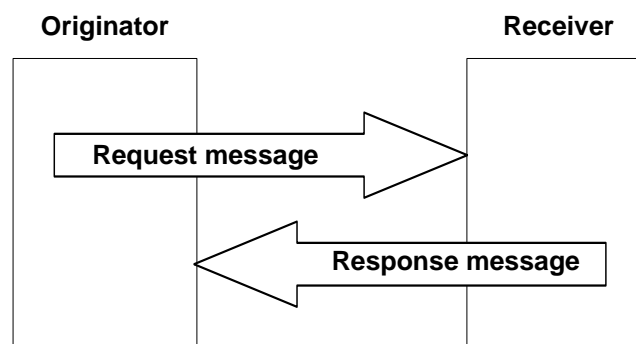 Originator
Receiver
Request message
Response message